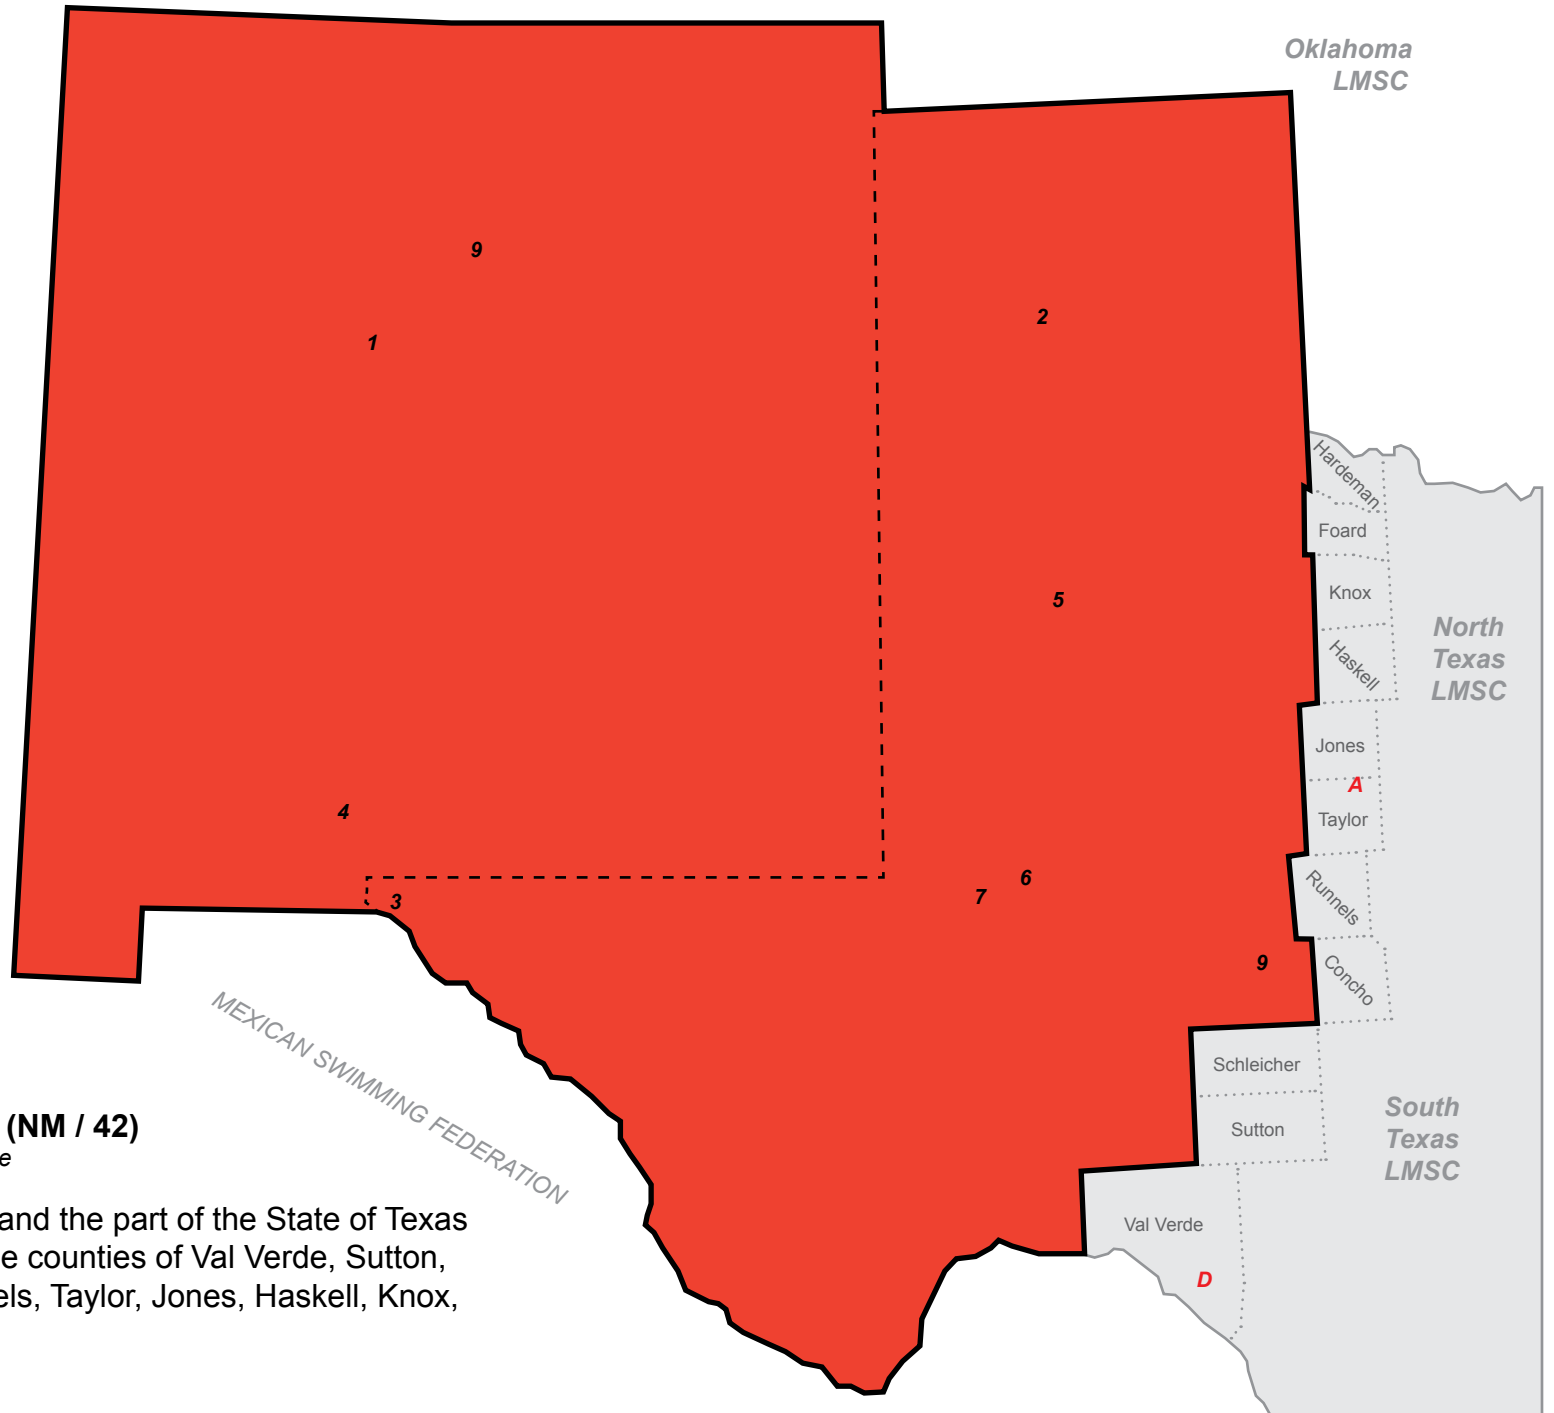 Oklahoma
LMSC
9
2
1
Hardeman
Foard
5
Knox
North
Texas
LMSC
Haskell
Jones
A
4
Taylor
6
7
3
Runnels
9
Concho
MEXICAN SWIMMING FEDERATION
Schleicher
South
Texas
LMSC
Sutton
(NM / 42)
e
and the part of the State of Texas
e counties of Val Verde, Sutton,
els, Taylor, Jones, Haskell, Knox,
Val Verde
D